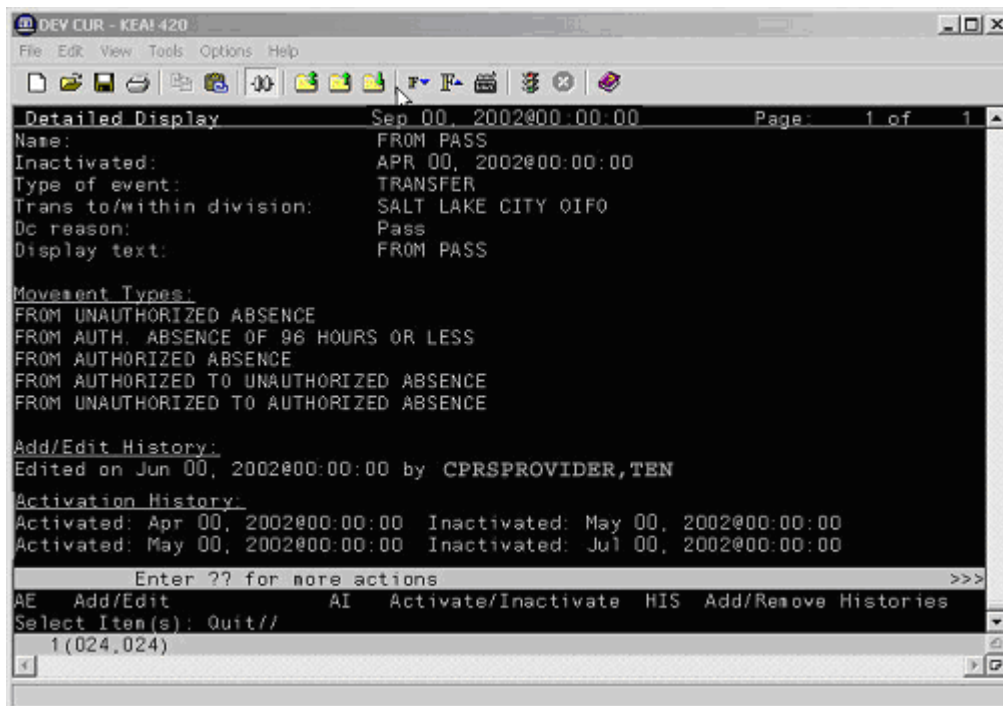 DEV CUR - KEA! 420
File Edit View Tools Options Help
Detailed Display Sep 00, 2002@00:00:00 Page: 1 of 1
Name: FROM PASS
Inactivated: APR 00, 2002@00:00:00
Type of event: TRANSFER
Trans to/within division: SALT LAKE CITY OIFO
Dc reason: Pass
Display text: FROM PASS
Movement Types:
FROM UNAUTHORIZED ABSENCE
FROM AUTH. ABSENCE OF 96 HOURS OR LESS
FROM AUTHORIZED ABSENCE
FROM AUTHORIZED TO UNAUTHORIZED ABSENCE
FROM UNAUTHORIZED TO AUTHORIZED ABSENCE
Add/Edit History:
Edited on Jun 00, 2002@00:00:00 by CPRSPROVIDER,TEN
Activation History:
Activated: Apr 00, 2002@00:00:00 Inactivated: May 00, 2002@00:00:00
Activated: May 00, 2002@00:00:00 Inactivated: Jul 00, 2002@00:00:00
Enter ?? for more actions >>>
AE Add/Edit AI Activate/Inactivate HIS Add/Remove Histories
Select Item(s): Quit//
1(024,024)